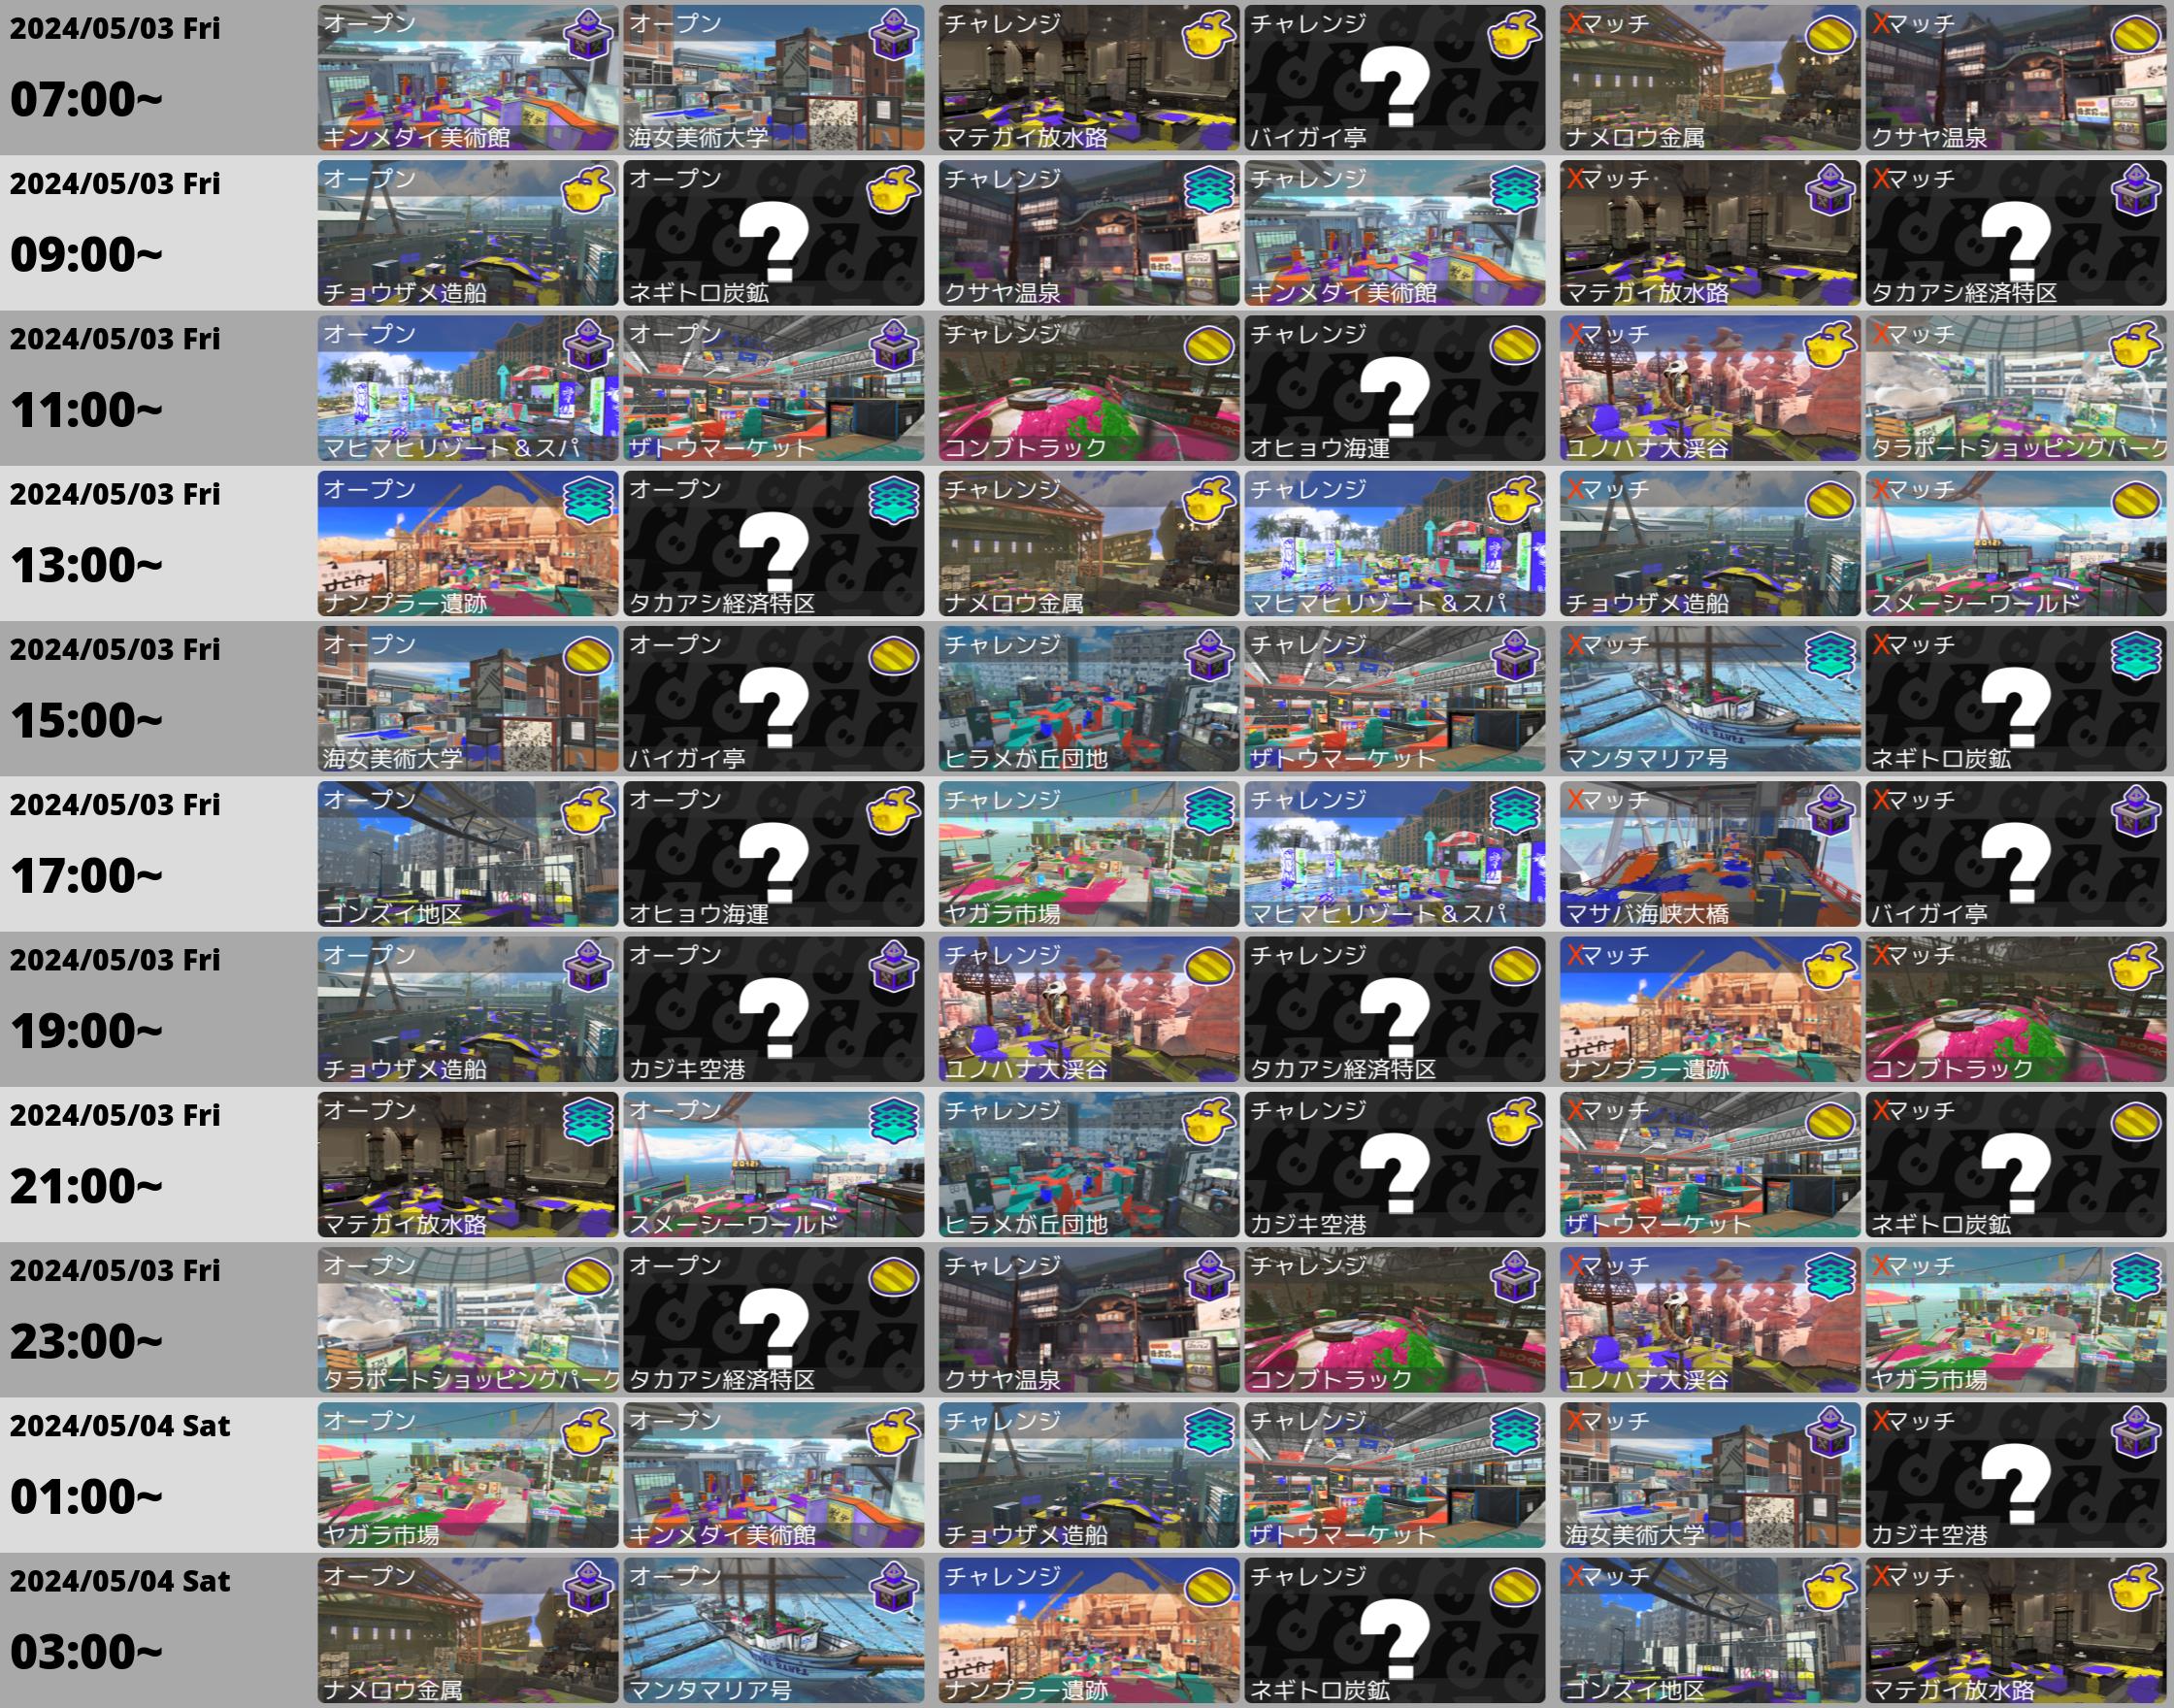 2024/05/03 Fri
07:00~
オープン
キンメダイ美術館
オープン
海女美術大学
チャレンジ
マテガイ放水路
チャレンジ
?
バイガイ亭
Xマッチ
ナメロウ金属
Xマッチ
クサヤ温泉
2024/05/03 Fri
09:00~
オープン
チョウザメ造船
オープン
?
ネギトロ炭鉱
チャレンジ
クサヤ温泉
チャレンジ
キンメダイ美術館
Xマッチ
マテガイ放水路
Xマッチ
?
タカアシ経済特区
2024/05/03 Fri
11:00~
オープン
マヒマヒリゾート&スパ
オープン
ザトウマーケット
チャレンジ
コンブトラック
チャレンジ
?
オヒョウ海運
Xマッチ
ユノハナ大渓谷
Xマッチ
タラポートショッピングパーク
2024/05/03 Fri
13:00~
オープン
ナンプラー遺跡
オープン
?
タカアシ経済特区
チャレンジ
ナメロウ金属
チャレンジ
マヒマヒリゾート&スパ
Xマッチ
チョウザメ造船
Xマッチ
スメーシーワールド
2024/05/03 Fri
15:00~
オープン
海女美術大学
オープン
?
バイガイ亭
チャレンジ
ヒラメが丘団地
チャレンジ
ザトウマーケット
Xマッチ
マンタマリア号
Xマッチ
?
ネギトロ炭鉱
2024/05/03 Fri
17:00~
オープン
ゴンズイ地区
オープン
?
オヒョウ海運
チャレンジ
ヤガラ市場
チャレンジ
マヒマヒリゾート&スパ
Xマッチ
マサバ海峡大橋
Xマッチ
?
バイガイ亭
2024/05/03 Fri
19:00~
オープン
チョウザメ造船
オープン
?
カジキ空港
チャレンジ
ユノハナ大渓谷
チャレンジ
?
タカアシ経済特区
Xマッチ
ナンプラー遺跡
Xマッチ
コンブトラック
2024/05/03 Fri
21:00~
オープン
マテガイ放水路
オープン
スメーシーワールド
チャレンジ
ヒラメが丘団地
チャレンジ
?
カジキ空港
Xマッチ
ザトウマーケット
Xマッチ
?
ネギトロ炭鉱
2024/05/03 Fri
23:00~
オープン
タラポートショッピングパーク
オープン
?
タカアシ経済特区
チャレンジ
クサヤ温泉
チャレンジ
コンブトラック
Xマッチ
ユノハナ大渓谷
Xマッチ
ヤガラ市場
2024/05/04 Sat
01:00~
オープン
ヤガラ市場
オープン
キンメダイ美術館
チャレンジ
チョウザメ造船
チャレンジ
ザトウマーケット
Xマッチ
海女美術大学
Xマッチ
?
カジキ空港
2024/05/04 Sat
03:00~
オープン
ナメロウ金属
オープン
マンタマリア号
チャレンジ
ナンプラー遺跡
チャレンジ
?
ネギトロ炭鉱
Xマッチ
ゴンズイ地区
Xマッチ
マテガイ放水路